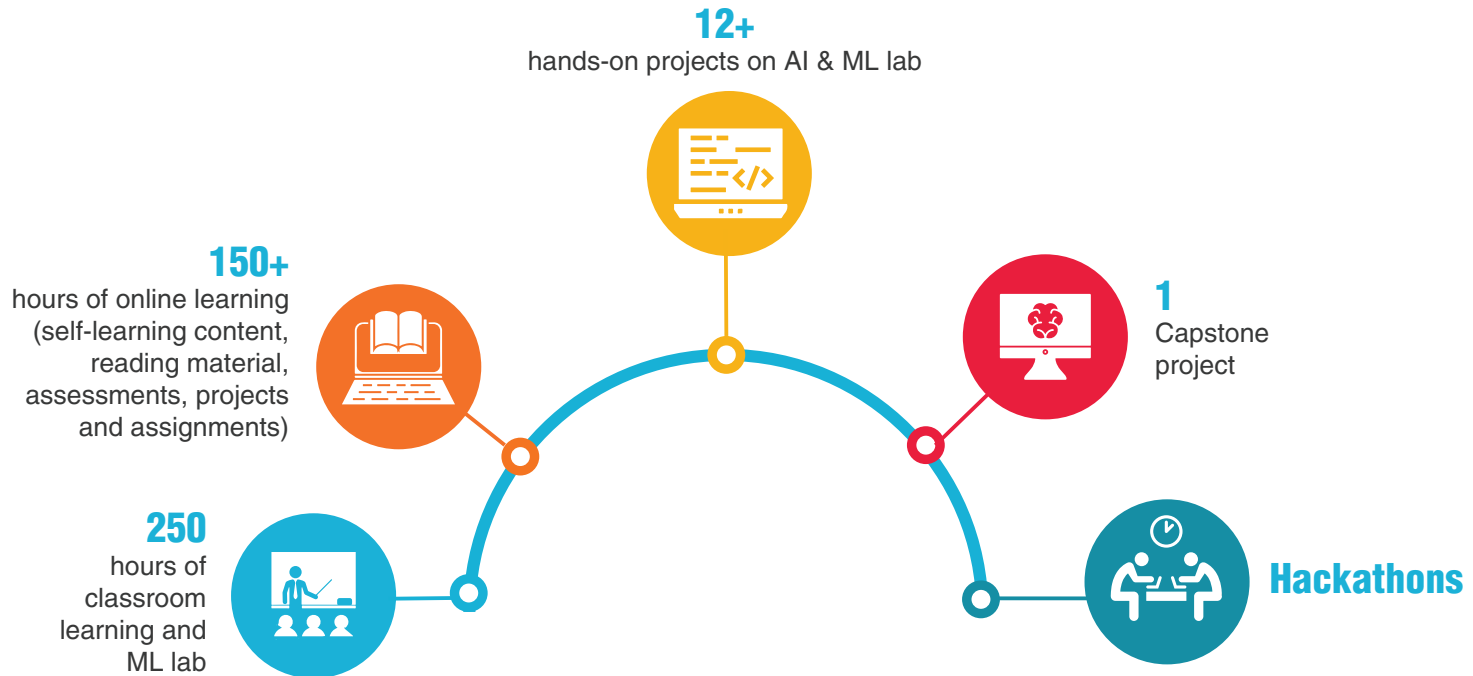 12+
hands-on projects on AI & ML lab
150+
hours of online learning
(self-learning content,
reading material,
assessments, projects
and assignments)
1
Capstone
project
250
hours of
classroom
learning and
ML lab
Hackathons